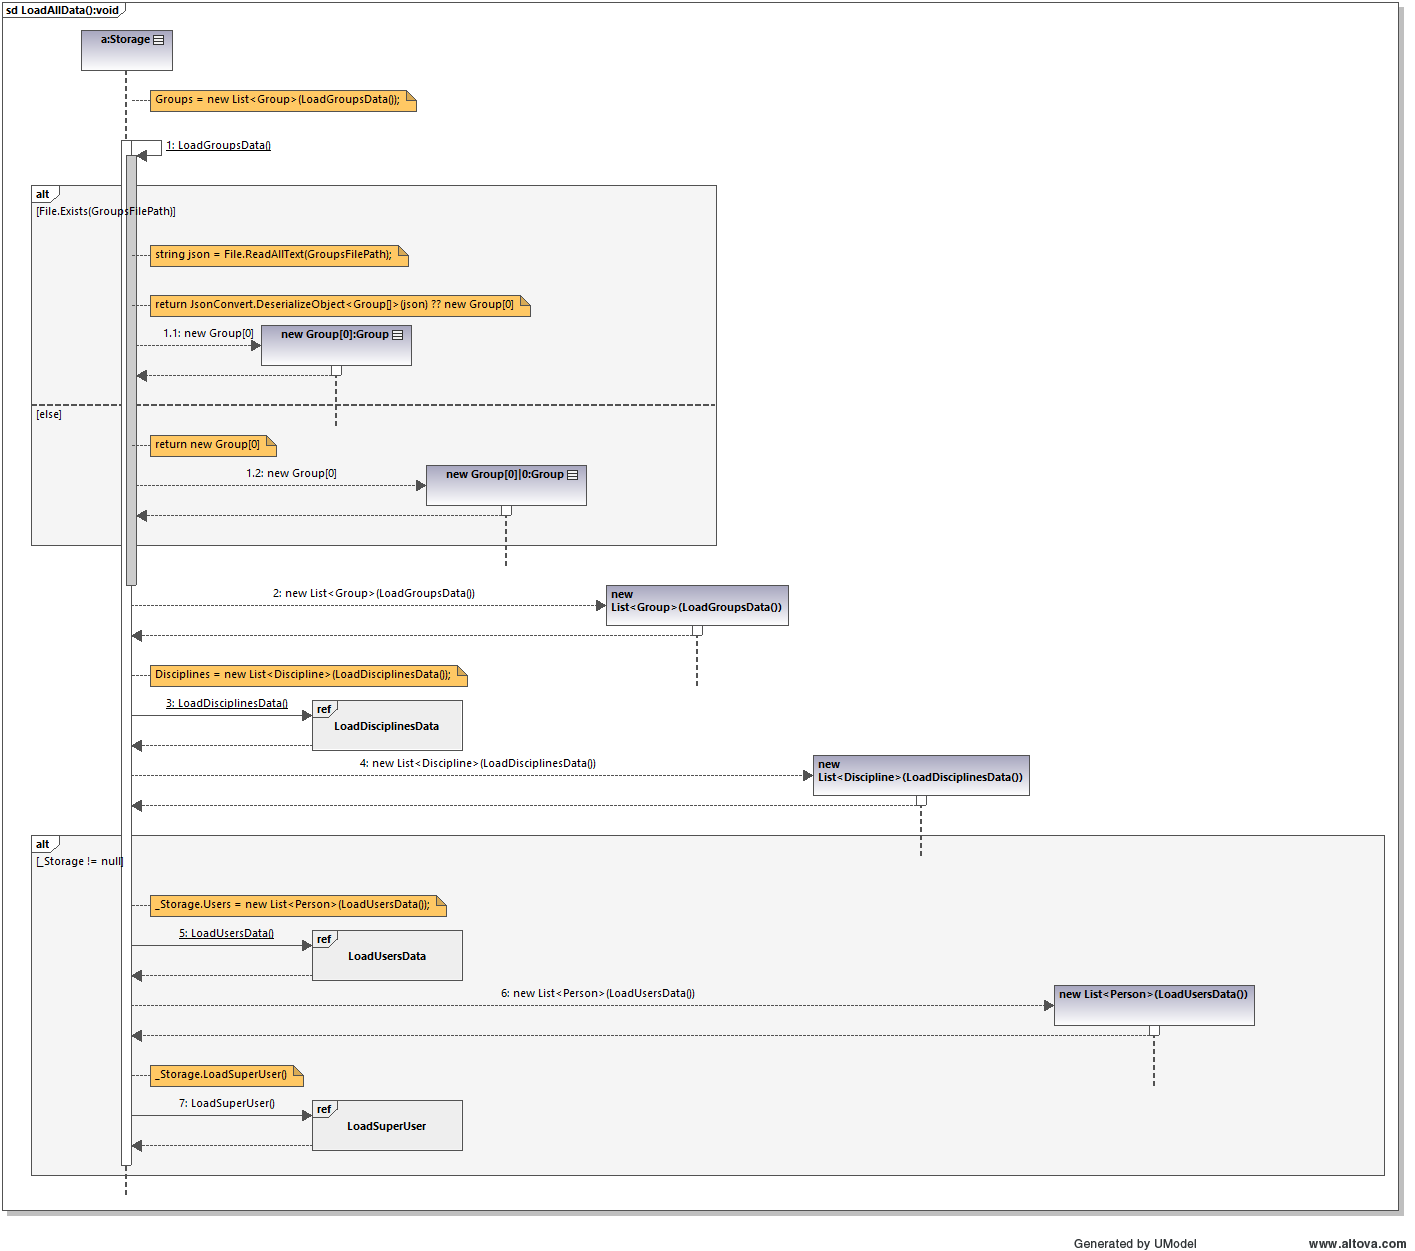 sd LoadAllData():void
a:Storage
Groups = new List<Group>(LoadGroupsData());
1: LoadGroupsData()
alt
[File.Exists(GroupsFilePath)]
string json = File.ReadAllText(GroupsFilePath);
return JsonConvert.DeserializeObject<Group[]>(json) ?? new Group[0]
1.1: new Group[0]
new Group[0]:Group
[else]
return new Group[0]
1.2: new Group[0]
new Group[0]|0:Group
2: new List<Group>(LoadGroupsData())
new
List<Group>(LoadGroupsData())
Disciplines = new List<Discipline>(LoadDisciplinesData());
3: LoadDisciplinesData()
ref
LoadDisciplinesData
4: new List<Discipline>(LoadDisciplinesData())
new
List<Discipline>(LoadDisciplinesData())
alt
[_Storage != null]
_Storage.Users = new List<Person>(LoadUsersData());
5: LoadUsersData()
ref
LoadUsersData
6: new List<Person>(LoadUsersData())
new List<Person>(LoadUsersData())
_Storage.LoadSuperUser()
7: LoadSuperUser()
ref
LoadSuperUser
Generated by UModel
www.altova.com